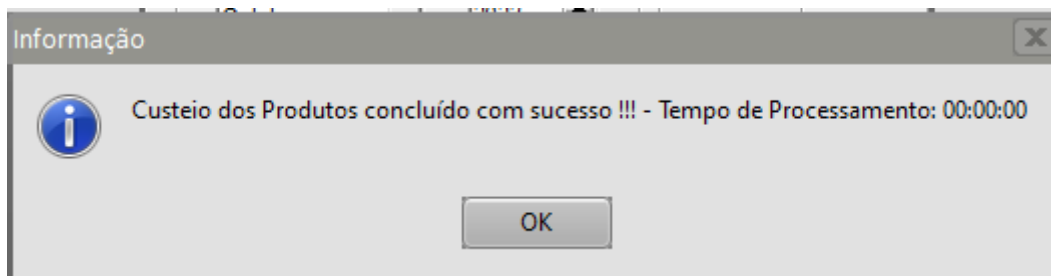 Informação
Custeio dos Produtos concluído com sucesso !!! - Tempo de Processamento: 00:00:00
OK